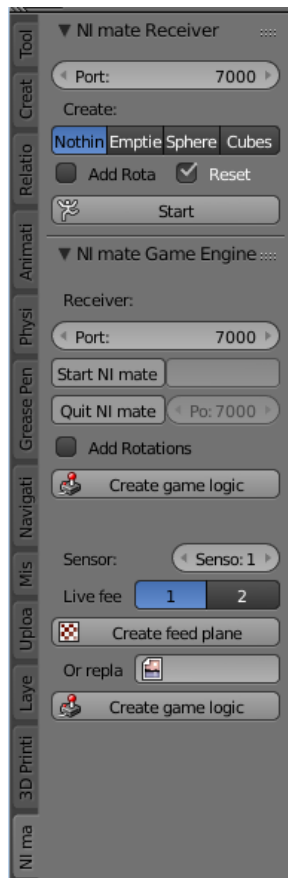 Tool
Creat
Relatio
Animati
Physi
Grease Pen
Navigati
Mis
Uploa
Laye
3D Printi
NI ma
NI mate Receiver
Port: 7000
Create:
Nothin Emptie Sphere Cubes
Add Rota Reset
Start
NI mate Game Engine
Receiver:
Port: 7000
Start NI mate
Quit NI mate Po: 7000
Add Rotations
Create game logic
Sensor: Senso: 1
Live fee 1 2
Create feed plane
Or repla
Create game logic